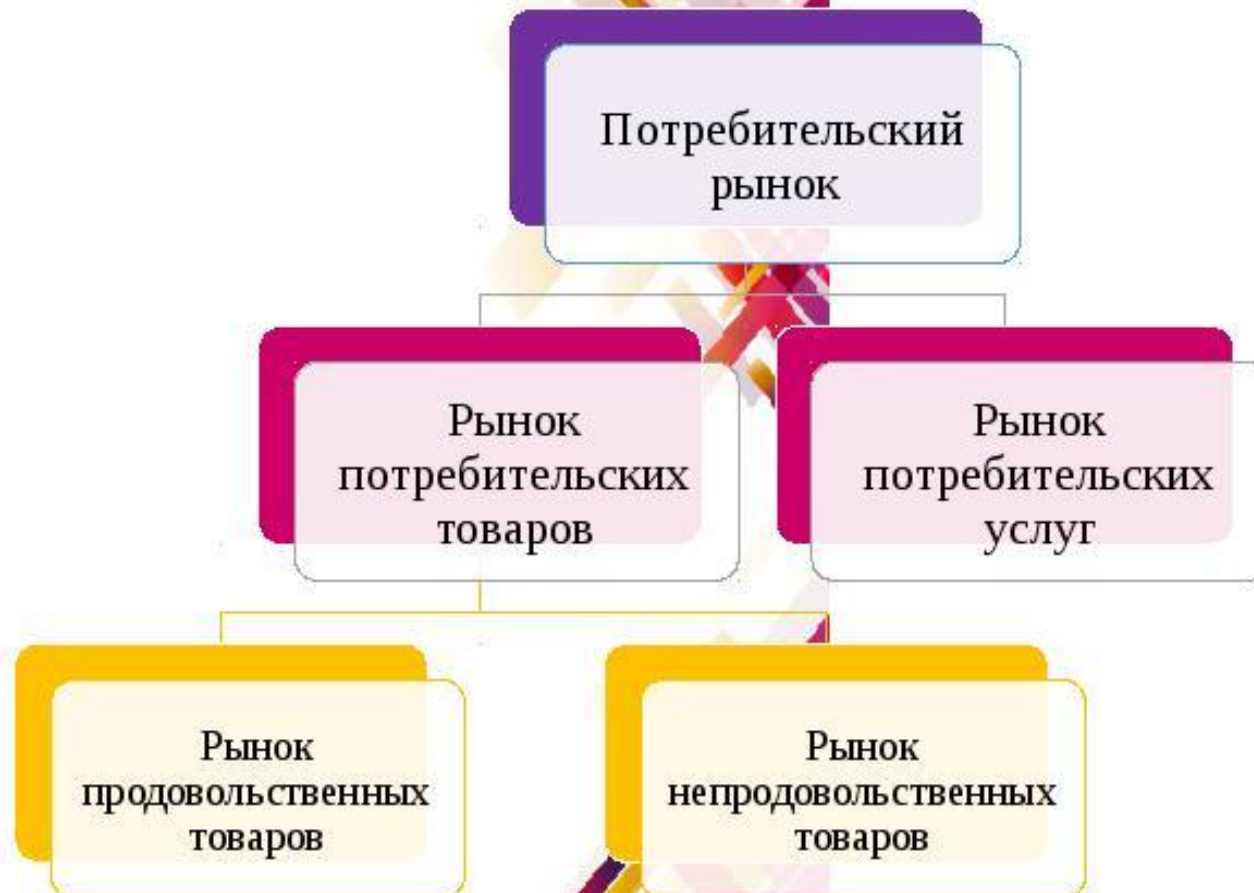 Потребительский
рынок
Рынок
потребительских
товаров
Рынок
потребительских
услуг
Рынок
продовольственных
товаров
Рынок
непродовольственных
товаров